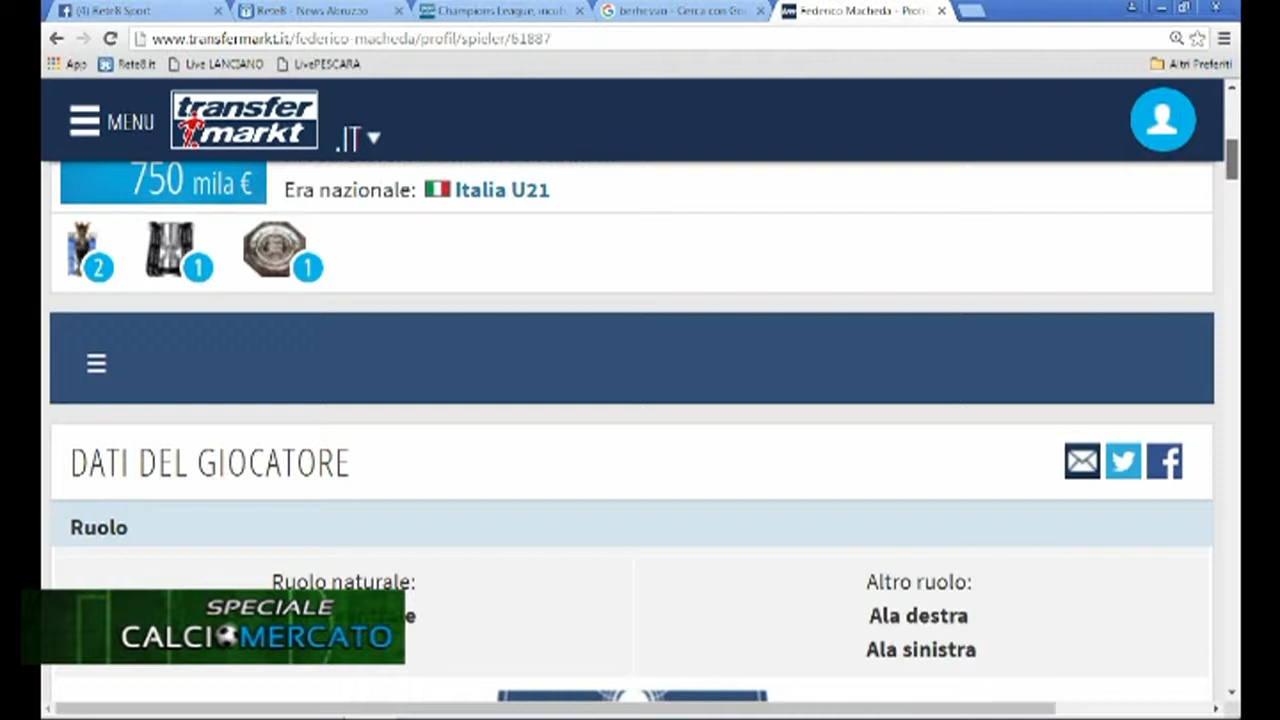 (4) Rete8 Sport
Rete8 - News Abruzzo
Champions League, incub
Cerca con Go
Federico Macheda - Profi
www.transfermarkt.it/federico-macheda/profil/spieler/61887
App
Rete8.it
Live LANCIANO
LivePESCARA
Altri Preferiti
MENU
transfer
markt
.IT
750 mila €
Era nazionale: Italia U21
2
1
1
DATI DEL GIOCATORE
Ruolo
Ruolo naturale:
Altro ruolo:
Ala destra
Ala sinistra
SPECIALE
CALCIOMERCATO